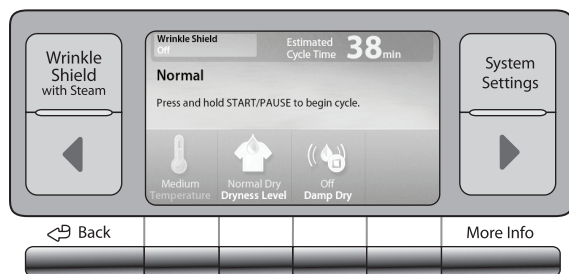 Wrinkle
Shield
with Steam
Wrinkle Shield
Off
Estimated
Cycle Time 38 min
Normal
Press and hold START/PAUSE to begin cycle.
Medium
Temperature
Normal Dry
Dryness Level
Off
Damp Dry
System
Settings
Back
More Info